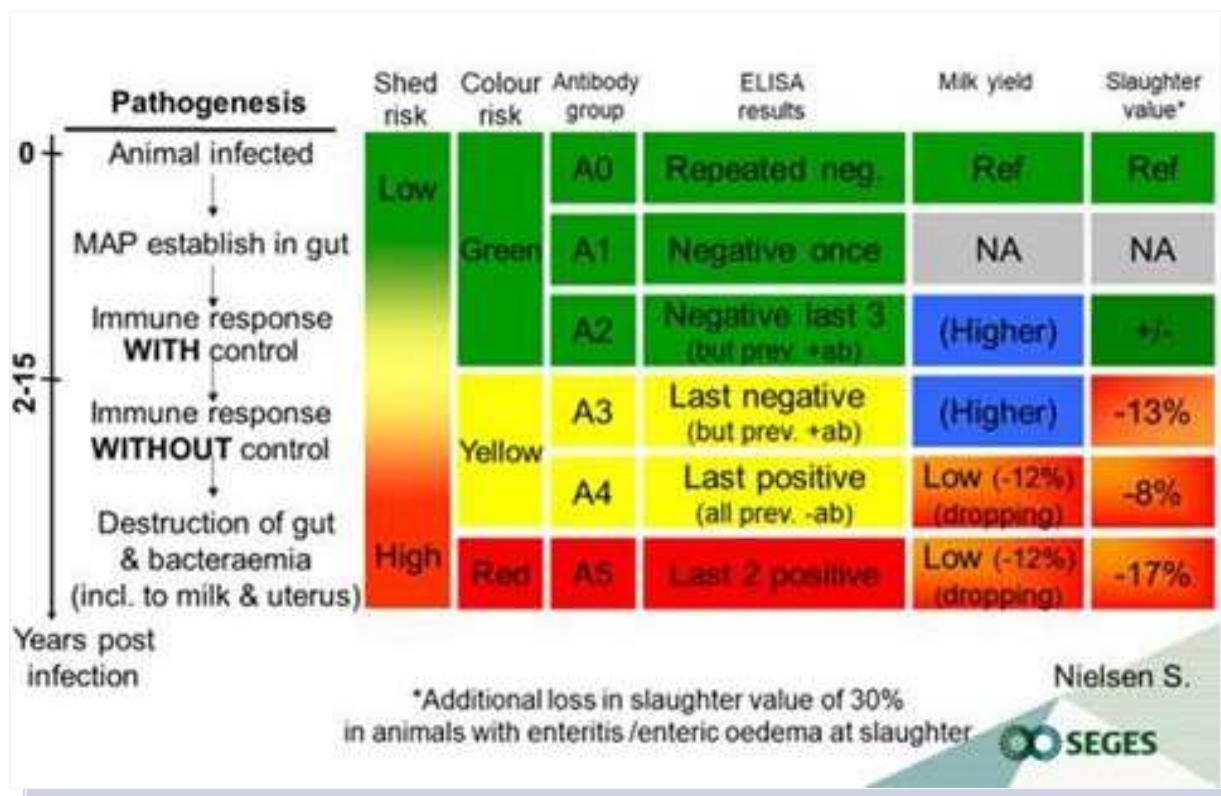 Pathogenesis
Shed risk
Colour risk
Antibody group
ELISA results
Milk yield
Slaughter value*
0
Animal infected
MAP establish in gut
Immune response
WITH control
2-15
Immune response
WITHOUT control
Destruction of gut
& bacteraemia
(incl. to milk & uterus)
Years post
infection
Low
High
Green
Yellow
Red
A0
Repeated neg.
Ref
Ref
A1
Negative once
NA
NA
A2
Negative last 3
(but prev. +ab)
(Higher)
+/-
A3
Last negative
(but prev. +ab)
(Higher)
-13%
A4
Last positive
(all prev. -ab)
Low (-12%)
(dropping)
-8%
A5
Last 2 positive
Low (-12%)
(dropping)
-17%
*Additional loss in slaughter value of 30%
in animals with enteritis /enteric oedema at slaughter
Nielsen S.
SEGES